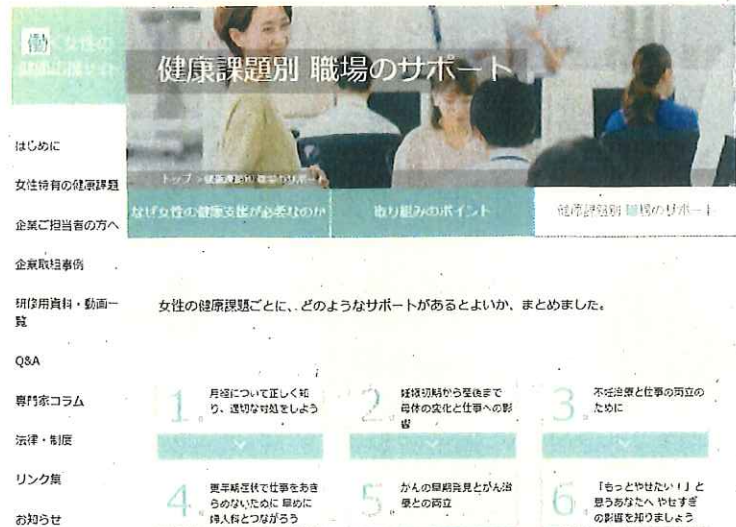 働く女性の
健康応援サイト
健康課題別 職場のサポート
トップ > 健康課題別 職場のサポート
なぜ女性の健康支援が必要なのか
取り組みのポイント
健康課題別 職場のサポート
はじめに
女性特有の健康課題
企業ご担当者の方へ
企業取組事例
研修用資料・動画一
覧
Q&A
専門家コラム
法律・制度
リンク集
お知らせ
女性の健康課題ごとに、どのようなサポートがあるとよいか、まとめました。
1.
月経について正しく知
り、適切な対処をしよう
2.
妊娠初期から産後まで
母体の変化と仕事への影
響
3.
不妊治療と仕事の両立の
ために
4.
更年期症状で仕事をあき
らめないために 早めに
婦人科とつながろう
5.
がんの早期発見とがん治
療との両立
6.
「もっとやせたい!」と
思うあなたへ やせすぎ
の影響を知りましょう